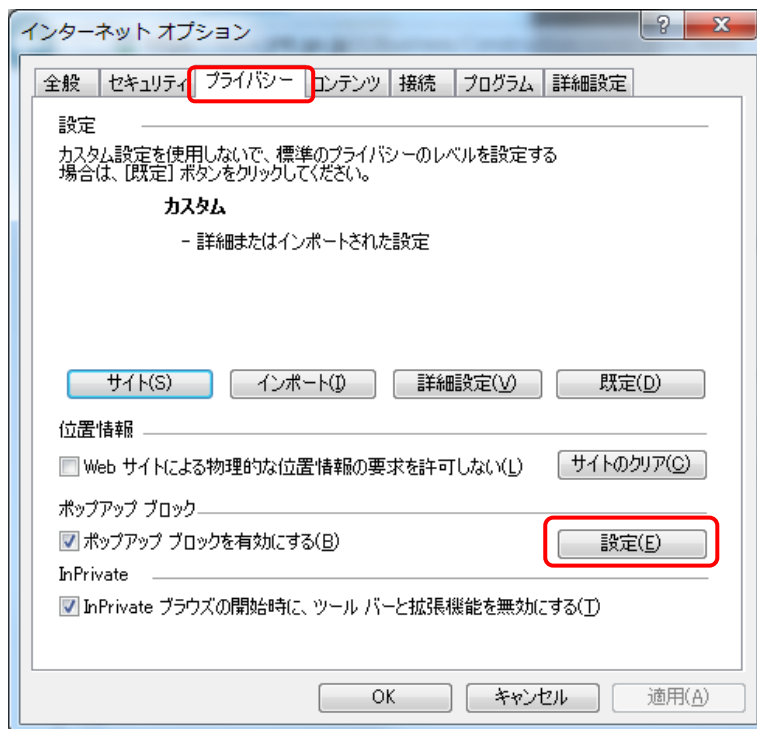 インターネット オプション
?
X
全般 セキュリティ プライバシー コンテンツ 接続 プログラム 詳細設定
設定
カスタム設定を使用しないで、標準のプライバシーのレベルを設定する
場合は、[既定] ボタンをクリックしてください。
カスタム
- 詳細またはインポートされた設定
サイト(S) インポート(I) 詳細設定(V) 既定(D)
位置情報
Web サイトによる物理的な位置情報の要求を許可しない(L) サイトのクリア(C)
ポップアップ ブロック
ポップアップ ブロックを有効にする(B) 設定(E)
InPrivate
InPrivate ブラウズの開始時に、ツール バーと拡張機能を無効にする(T)
OK キャンセル 適用(A)